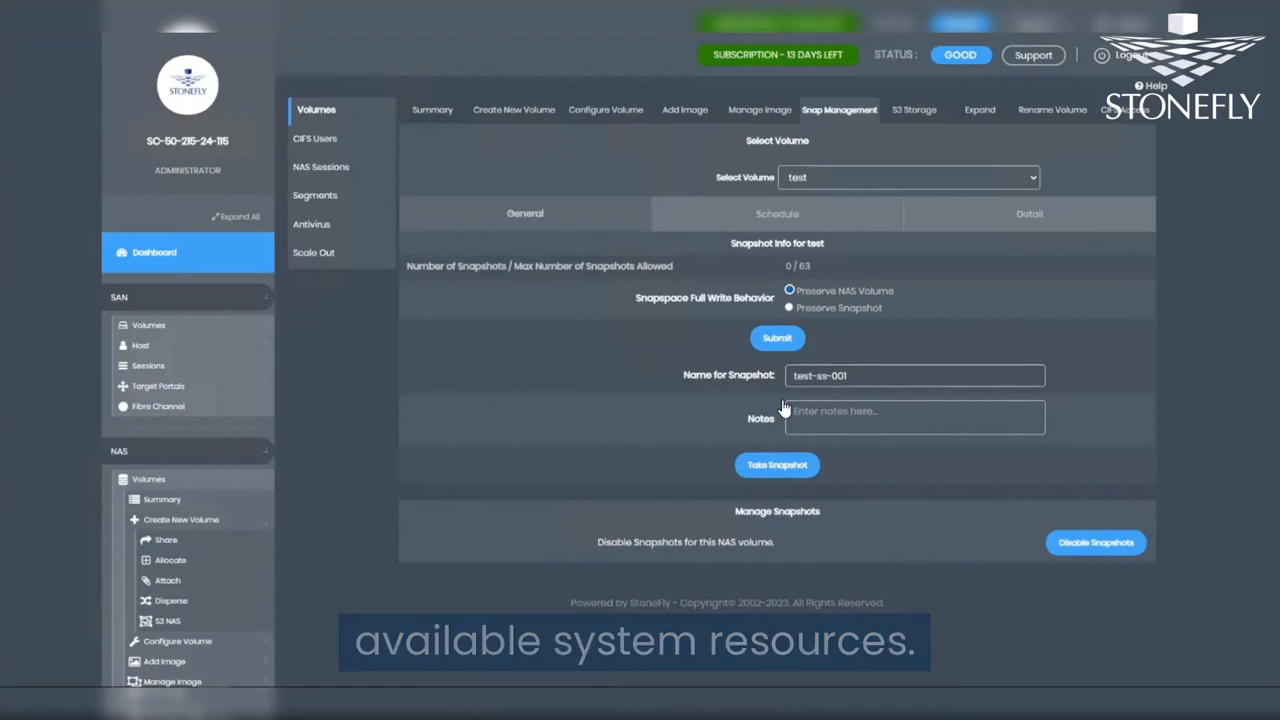 SUBSCRIPTION - 13 DAYS LEFT
STATUS :
GOOD
Support
Logout
Help
STONEFLY
STONEFLY
SC-50-215-24-115
ADMINISTRATOR
Expand All
Dashboard
SAN
Volumes
Host
Sessions
Target Portals
Fibre Channel
NAS
Volumes
Summary
Create New Volume
Share
Allocate
Attach
Disperse
S3 NAS
Configure Volume
Add Image
Manage Image
Volumes
CIFS Users
NAS Sessions
Segments
Antivirus
Scale Out
Summary Create New Volume Configure Volume Add Image Manage Image Snap Management S3 Storage Expand Rename Volume
Select Volume
Select Volume test
General Schedule Detail
Snapshot Info for test
Number of Snapshots / Max Number of Snapshots Allowed 0 / 63
Snapspace Full Write Behavior Preserve NAS Volume
Preserve Snapshot
Submit
Name for Snapshot: test-ss-001
Notes Enter notes here...
Take Snapshot
Manage Snapshots
Disable Snapshots for this NAS volume. Disable Snapshots
Powered by StoneFly - Copyright© 2002-2023. All Rights Reserved.
available system resources.